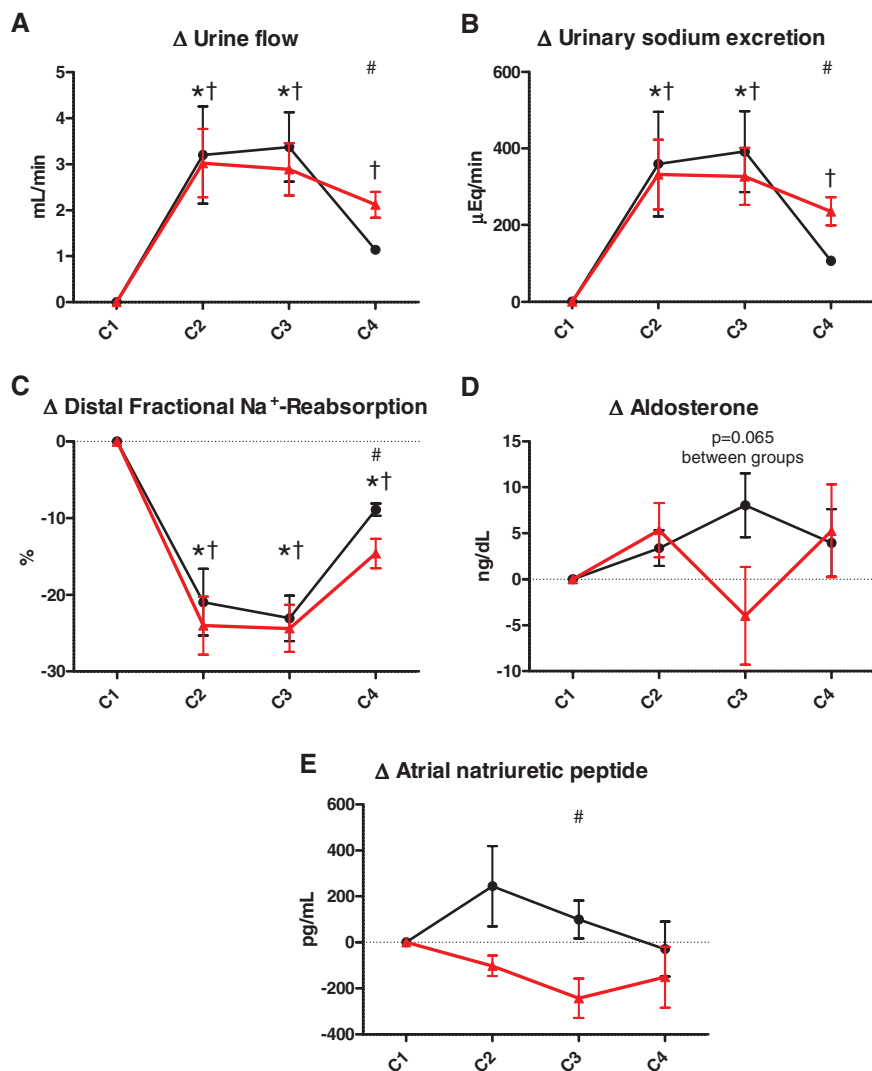 A
Δ Urine flow
#
5
4
3
2
1
0
mL/min
*†
*†
†
C1
C2
C3
C4
B
Δ Urinary sodium excretion
#
600
400
200
0
µEq/min
*†
*†
†
C1
C2
C3
C4
C
Δ Distal Fractional Na⁺-Reabsorption
0
-10
-20
-30
%
*†
*†
#
*†
C1
C2
C3
C4
D
Δ Aldosterone
p=0.065
between groups
15
10
5
0
-5
-10
ng/dL
C1
C2
C3
C4
E
Δ Atrial natriuretic peptide
#
600
400
200
0
-200
-400
pg/mL
C1
C2
C3
C4